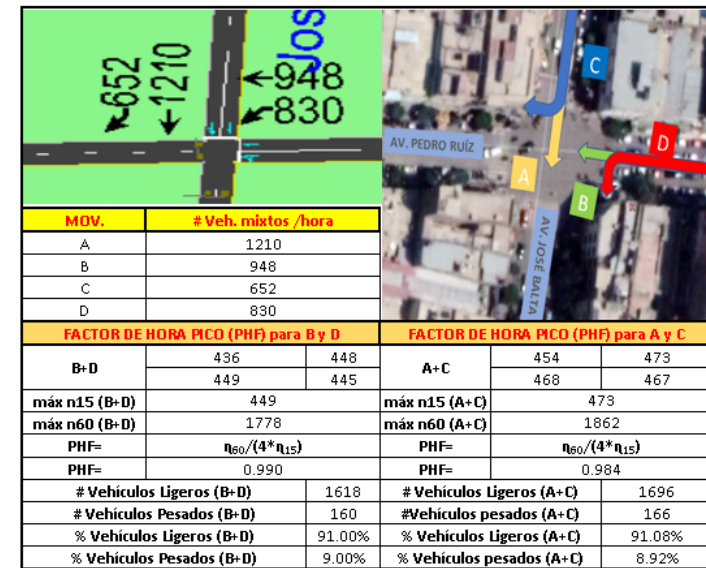 Jos
652
1210
948
830
C
D
AV. PEDRO RUÍZ
A
B
AV. JOSÉ BALTA
MOV. # Veh. mixtos /hora
A 1210
B 948
C 652
D 830
FACTOR DE HORA PICO (PHF) para B y D FACTOR DE HORA PICO (PHF) para A y C
B+D 436 448 A+C 454 473
449 445 468 467
máx n15 (B+D) 449 máx n15 (A+C) 473
máx n60 (B+D) 1778 máx n60 (A+C) 1862
PHF= η60/(4*η15) PHF= η60/(4*η15)
PHF= 0.990 PHF= 0.984
# Vehículos Ligeros (B+D) 1618 # Vehículos Ligeros (A+C) 1696
# Vehículos Pesados (B+D) 160 #Vehículos pesados (A+C) 166
% Vehículos Ligeros (B+D) 91.00% % Vehículos Ligeros (A+C) 91.08%
% Vehículos Pesados (B+D) 9.00% % Vehículos pesados (A+C) 8.92%